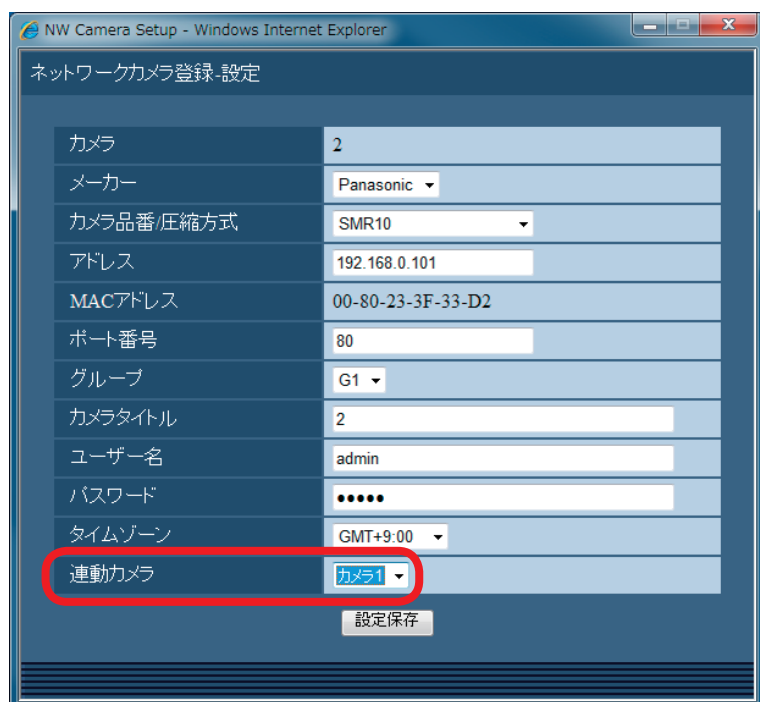 NW Camera Setup - Windows Internet Explorer
ネットワークカメラ登録-設定
カメラ 2
メーカー Panasonic
カメラ品番/圧縮方式 SMR10
アドレス 192.168.0.101
MACアドレス 00-80-23-3F-33-D2
ポート番号 80
グループ G1
カメラタイトル 2
ユーザー名 admin
パスワード •••••
タイムゾーン GMT+9:00
連動カメラ カメラ1
設定保存